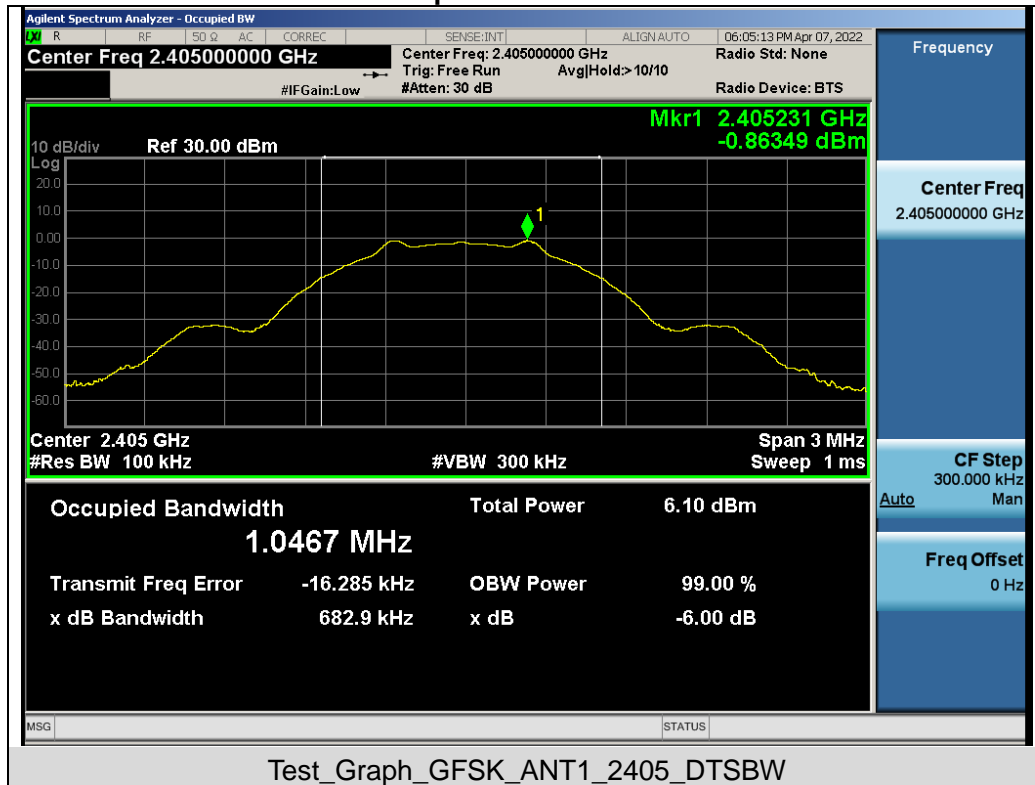 Agilent Spectrum Analyzer - Occupied BW
LXI R RF 50 Ω AC CORREC SENSE:INT ALIGN AUTO 06:05:13 PM Apr 07, 2022
Center Freq 2.405000000 GHz Center Freq: 2.405000000 GHz Radio Std: None
Trig: Free Run Avg|Hold:>10/10
#IFGain:Low #Atten: 30 dB Radio Device: BTS
Frequency
Mkr1 2.405231 GHz
-0.86349 dBm
10 dB/div Ref 30.00 dBm
Log
20.0
10.0
0.00
-10.0
-20.0
-30.0
-40.0
-50.0
-60.0
1
Center 2.405 GHz Span 3 MHz
#Res BW 100 kHz #VBW 300 kHz Sweep 1 ms
Occupied Bandwidth Total Power 6.10 dBm
1.0467 MHz
Transmit Freq Error -16.285 kHz OBW Power 99.00 %
x dB Bandwidth 682.9 kHz x dB -6.00 dB
Center Freq
2.405000000 GHz
CF Step
300.000 kHz
Auto Man
Freq Offset
0 Hz
MSG STATUS
Test_Graph_GFSK_ANT1_2405_DTSBW